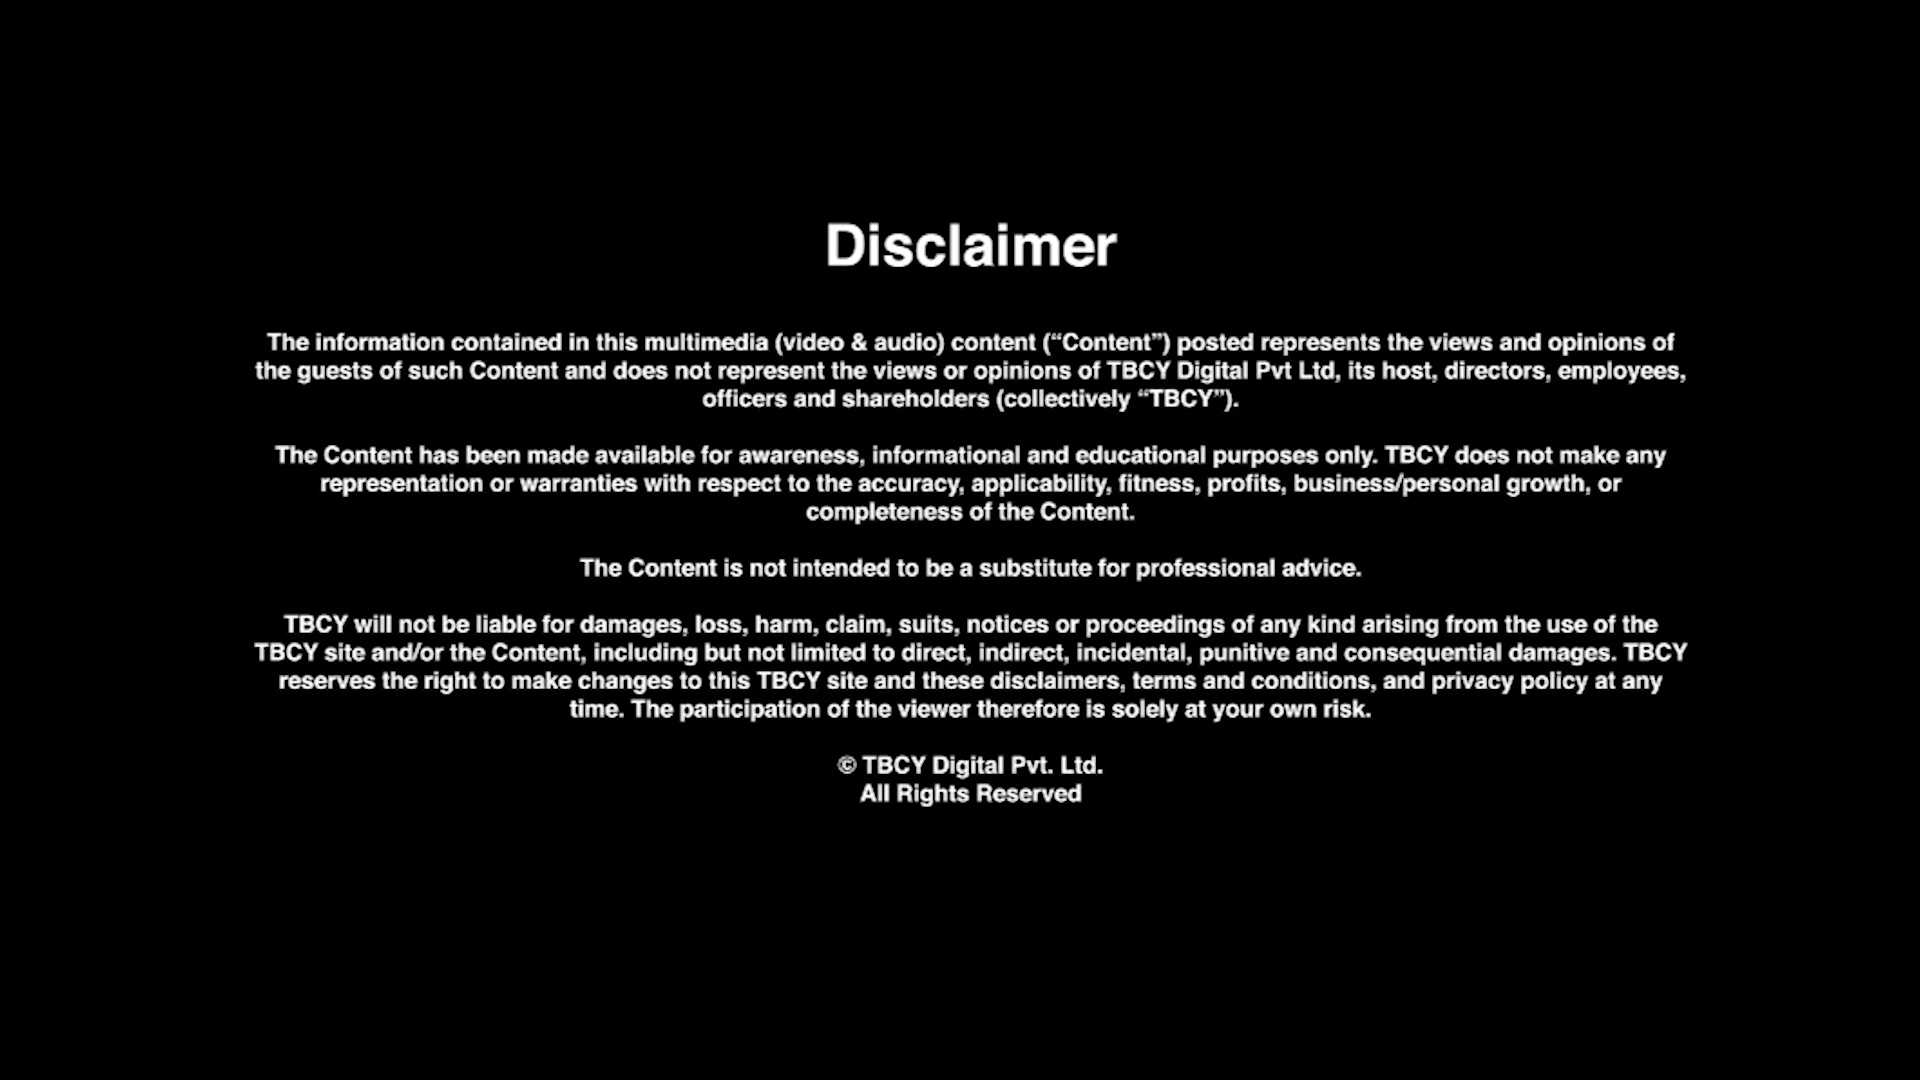 Disclaimer
The information contained in this multimedia (video & audio) content (“Content”) posted represents the views and opinions of
the guests of such Content and does not represent the views or opinions of TBCY Digital Pvt Ltd, its host, directors, employees,
officers and shareholders (collectively “TBCY”).
The Content has been made available for awareness, informational and educational purposes only. TBCY does not make any
representation or warranties with respect to the accuracy, applicability, fitness, profits, business/personal growth, or
completeness of the Content.
The Content is not intended to be a substitute for professional advice.
TBCY will not be liable for damages, loss, harm, claim, suits, notices or proceedings of any kind arising from the use of the
TBCY site and/or the Content, including but not limited to direct, indirect, incidental, punitive and consequential damages. TBCY
reserves the right to make changes to this TBCY site and these disclaimers, terms and conditions, and privacy policy at any
time. The participation of the viewer therefore is solely at your own risk.
© TBCY Digital Pvt. Ltd.
All Rights Reserved